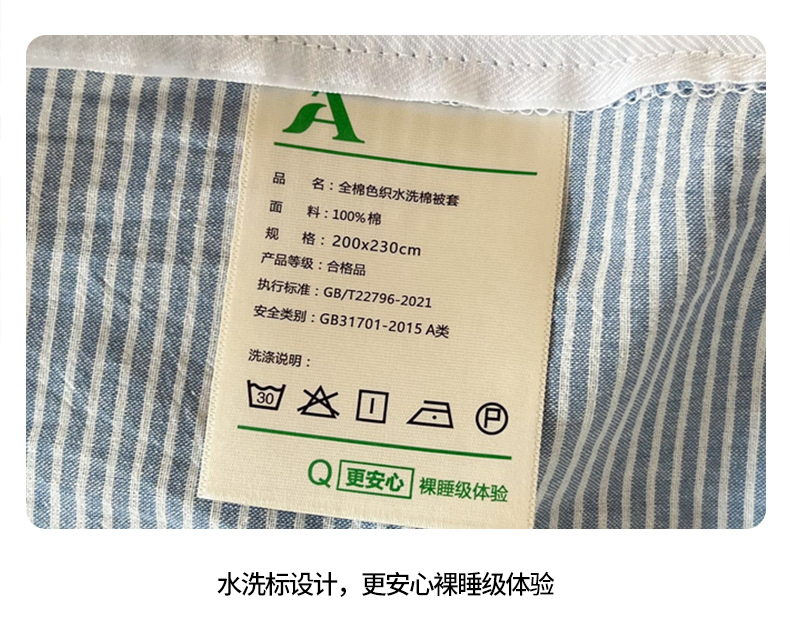 A
品 名：全棉色织水洗棉被套
面 料：100%棉
规 格：200x230cm
产品等级：合格品
执行标准：GB/T22796-2021
安全类别：GB31701-2015 A类
洗涤说明：
30 P
Q 更安心 裸睡级体验
水洗标设计，更安心裸睡级体验